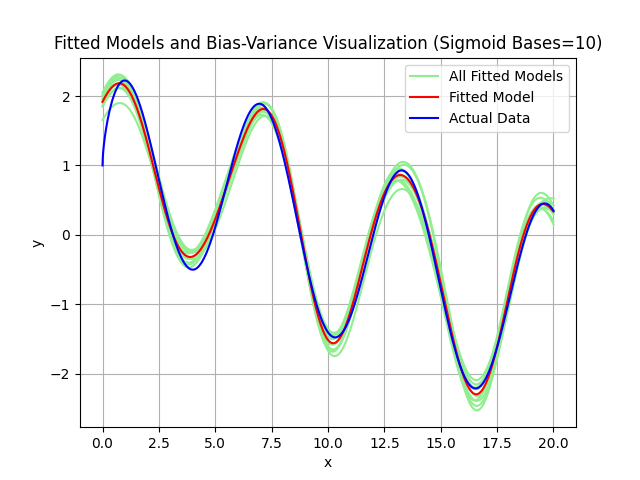 Fitted Models and Bias-Variance Visualization (Sigmoid Bases=10)
All Fitted Models
Fitted Model
Actual Data
y
2
1
0
−1
−2
0.0 2.5 5.0 7.5 10.0 12.5 15.0 17.5 20.0
x